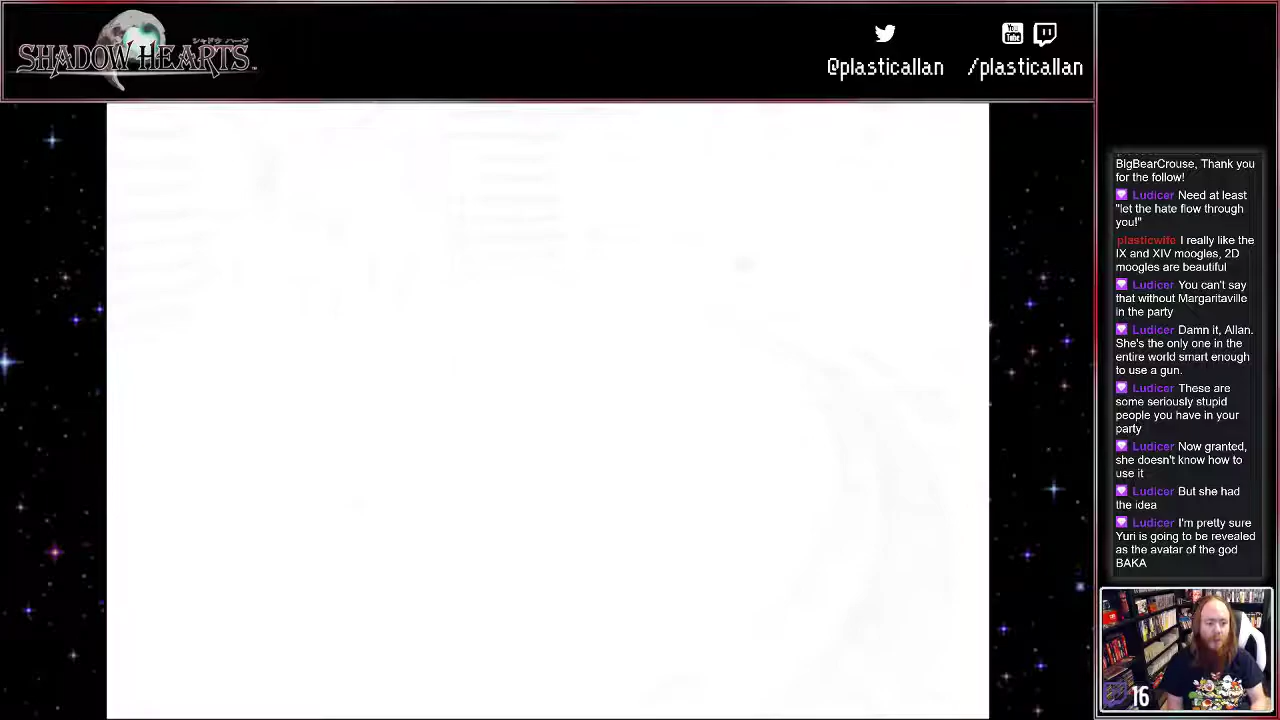 シャドウ ハーツ
SHADOW HEARTS™
You
Tube
@plasticallan
/plasticallan
BIgBearCrouse, Thank you
for the follow!
Ludicer Need at least
"let the hate flow through
you!"
plasticwife I really like the
IX and XIV moogles, 2D
moogles are beautiful
Ludicer You can't say
that without Margaritaville
in the party
Ludicer Damn it, Allan.
She's the only one in the
entire world smart enough
to use a gun.
Ludicer These are
some seriously stupid
people you have in your
party
Ludicer Now granted,
she doesn't know how to
use it
Ludicer But she had
the idea
Ludicer I'm pretty sure
Yuri is going to be revealed
as the avatar of the god
BAKA
16